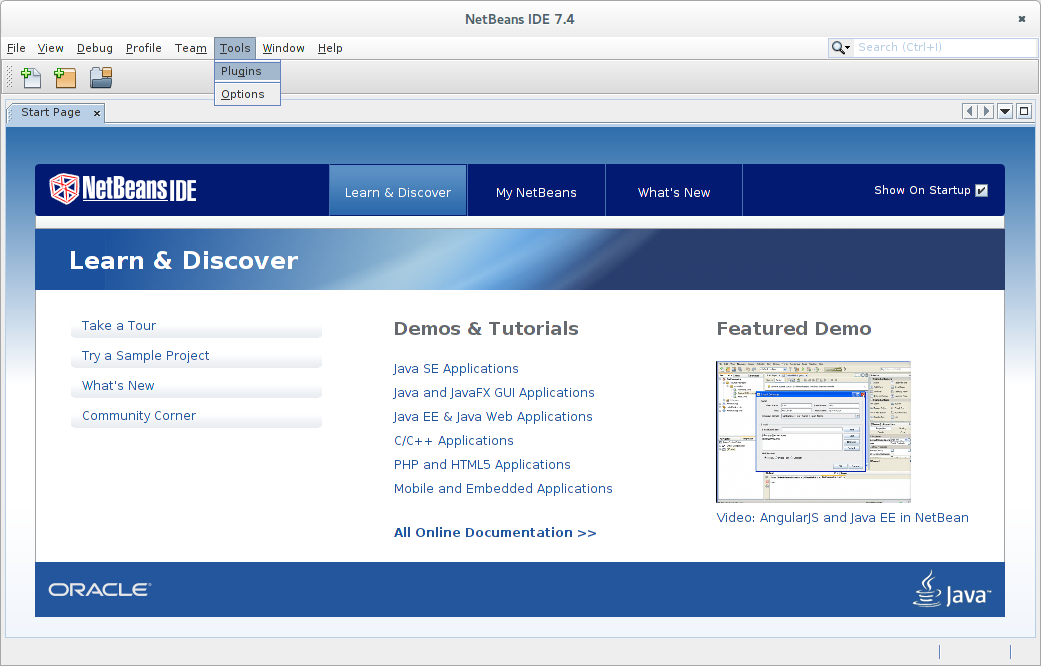 NetBeans IDE 7.4
File View Debug Profile Team Tools Window Help
Search (Ctrl+I)
Plugins
Options
Start Page
NetBeans IDE
Learn & Discover
My NetBeans
What's New
Show On Startup
Learn & Discover
Take a Tour
Try a Sample Project
What's New
Community Corner
Demos & Tutorials
Java SE Applications
Java and JavaFX GUI Applications
Java EE & Java Web Applications
C/C++ Applications
PHP and HTML5 Applications
Mobile and Embedded Applications
All Online Documentation >>
Featured Demo
Video: AngularJS and Java EE in NetBean
ORACLE
Java